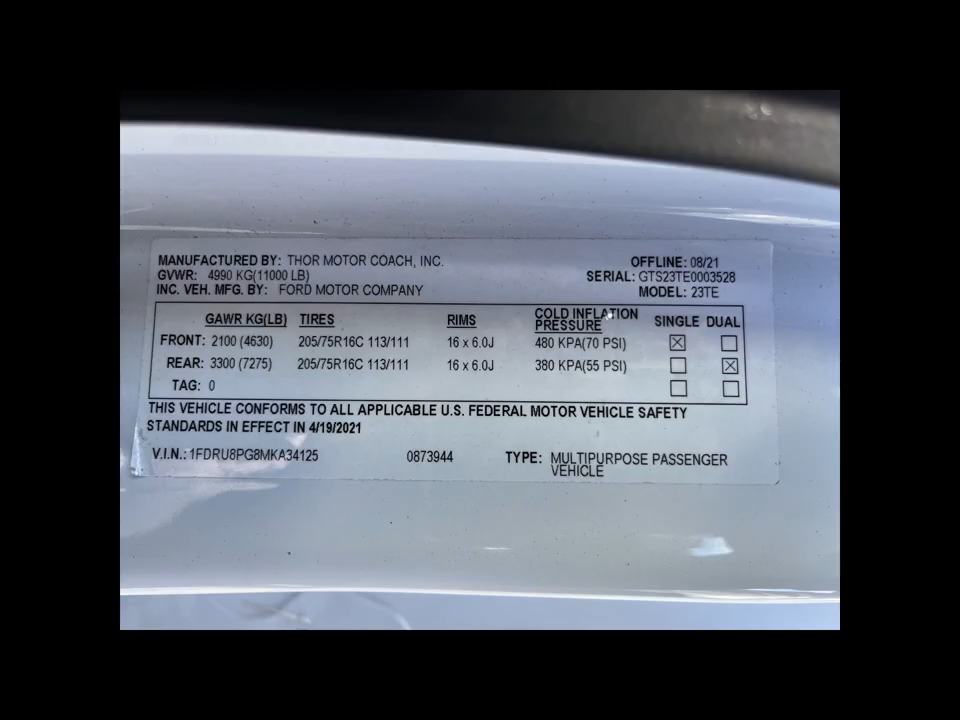 MANUFACTURED BY: THOR MOTOR COACH, INC. OFFLINE: 08/21
GVWR: 4990 KG(11000 LB) SERIAL: GTS23TE0003528
INC. VEH. MFG. BY: FORD MOTOR COMPANY MODEL: 23TE
GAWR KG(LB) TIRES RIMS COLD INFLATION PRESSURE SINGLE DUAL
FRONT: 2100 (4630) 205/75R16C 113/111 16 x 6.0J 480 KPA(70 PSI) ☒ ☐
REAR: 3300 (7275) 205/75R16C 113/111 16 x 6.0J 380 KPA(55 PSI) ☐ ☒
TAG: 0 ☐ ☐
THIS VEHICLE CONFORMS TO ALL APPLICABLE U.S. FEDERAL MOTOR VEHICLE SAFETY
STANDARDS IN EFFECT IN 4/19/2021
V.I.N.: 1FDRU8PG8MKA34125 0873944 TYPE: MULTIPURPOSE PASSENGER
VEHICLE